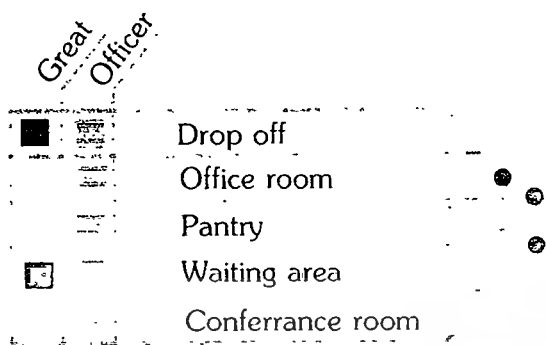 Great
Officer
Drop off
Office room
Pantry
Waiting area
Conferrance room